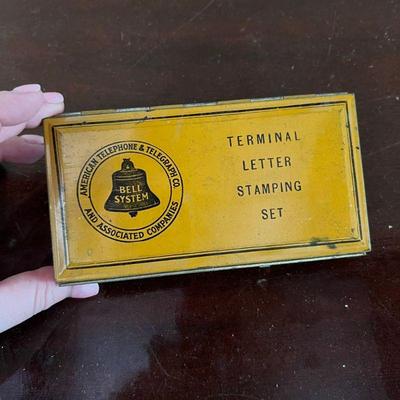 AMERICAN TELEPHONE & TELEGRAPH CO.
AND ASSOCIATED COMPANIES
BELL
SYSTEM
TERMINAL
LETTER
STAMPING
SET